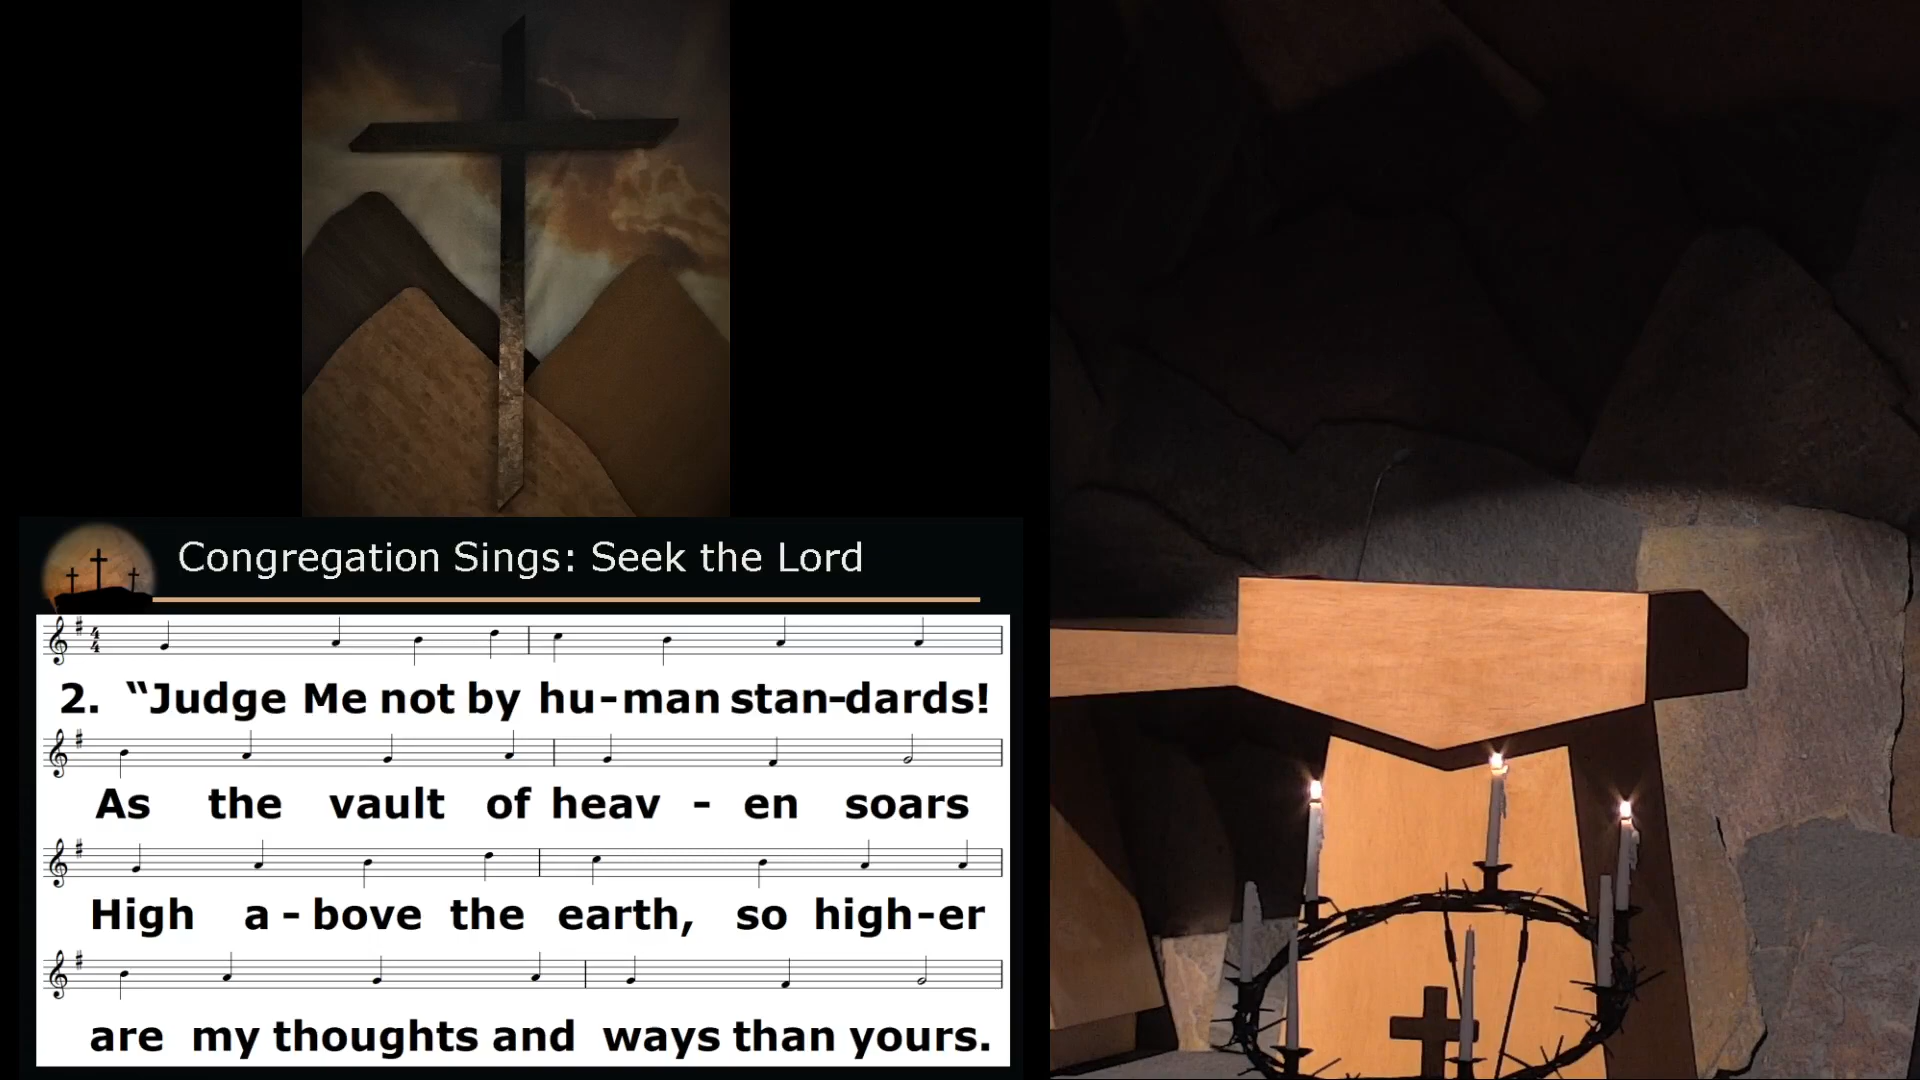 Congregation Sings: Seek the Lord
2. “Judge Me not by hu-man stan-dards!
As the vault of heav - en soars
High a - bove the earth, so high-er
are my thoughts and ways than yours.